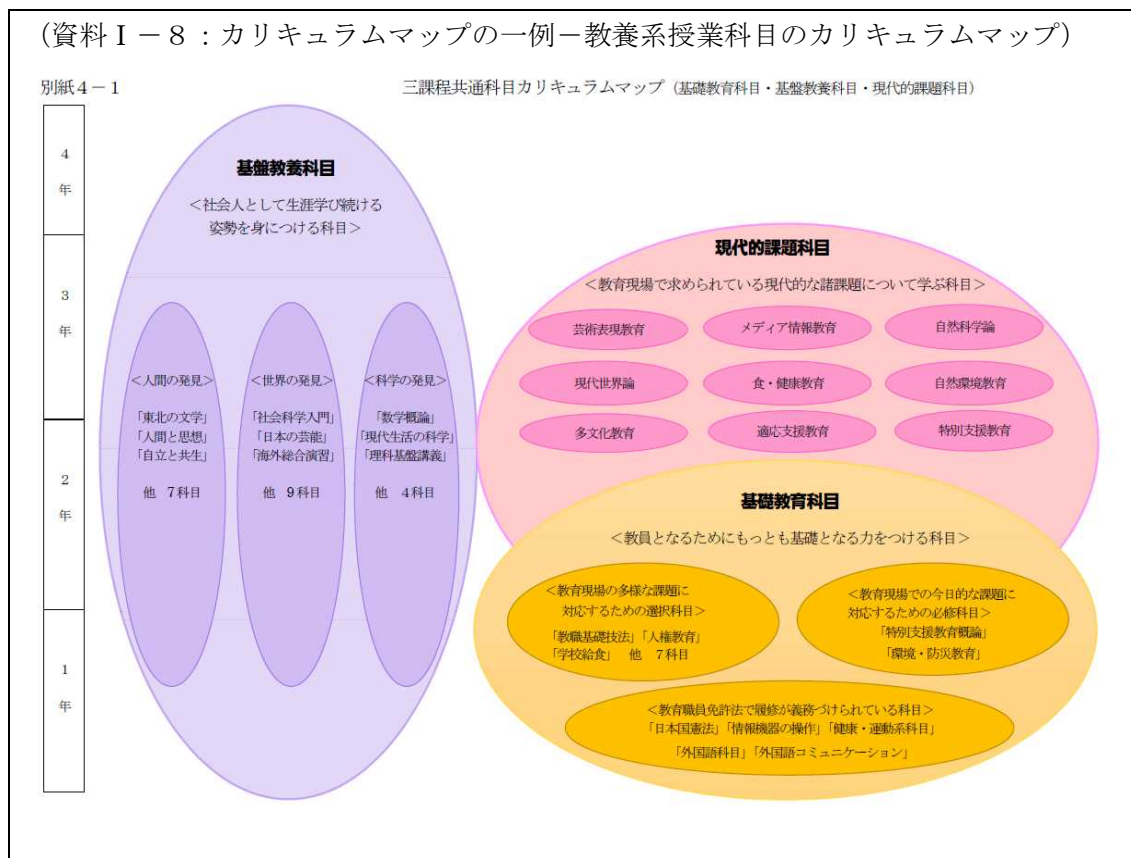 (資料Ⅰ-8：カリキュラムマップの一例－教養系授業科目のカリキュラムマップ)
別紙４－１
三課程共通科目カリキュラムマップ（基礎教育科目・基盤教養科目・現代的課題科目）
4
年
3
年
2
年
1
年
基盤教養科目
＜社会人として生涯学び続ける
姿勢を身につける科目＞
＜人間の発見＞
「東北の文学」
「人間と思想」
「自立と共生」
他　7科目
＜世界の発見＞
「社会科学入門」
「日本の芸能」
「海外総合演習」
他　9科目
＜科学の発見＞
「数学概論」
「現代生活の科学」
「理科基盤講義」
他　4科目
現代的課題科目
＜教育現場で求められている現代的な諸課題について学ぶ科目＞
芸術表現教育
メディア情報教育
自然科学論
現代世界論
食・健康教育
自然環境教育
多文化教育
適応支援教育
特別支援教育
基礎教育科目
＜教員となるためにもっとも基礎となる力をつける科目＞
＜教育現場の多様な課題に
対応するための選択科目＞
「教職基礎技法」「人権教育」
「学校給食」　他　7科目
＜教育現場での今日的な課題に
対応するための必修科目＞
「特別支援教育概論」
「環境・防災教育」
＜教育職員免許法で履修が義務づけられている科目＞
「日本国憲法」「情報機器の操作」「健康・運動系科目」
「外国語科目」「外国語コミュニケーション」